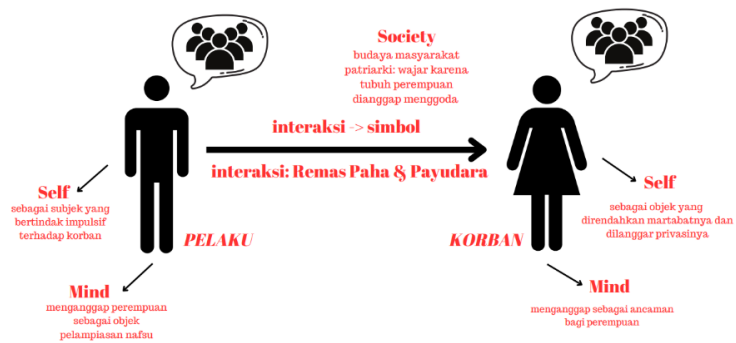 Society
budaya masyarakat
patriarki: wajar karena
tubuh perempuan
dianggap menggoda
interaksi -> simbol
interaksi: Remas Paha & Payudara
Self
sebagai subjek yang
bertindak impulsif
terhadap korban
PELAKU
Mind
menganggap perempuan
sebagai objek
pelampiasan nafsu
KORBAN
Self
sebagai objek yang
direndahkan martabatnya dan
dilanggar privasinya
Mind
menganggap sebagai ancaman
bagi perempuan